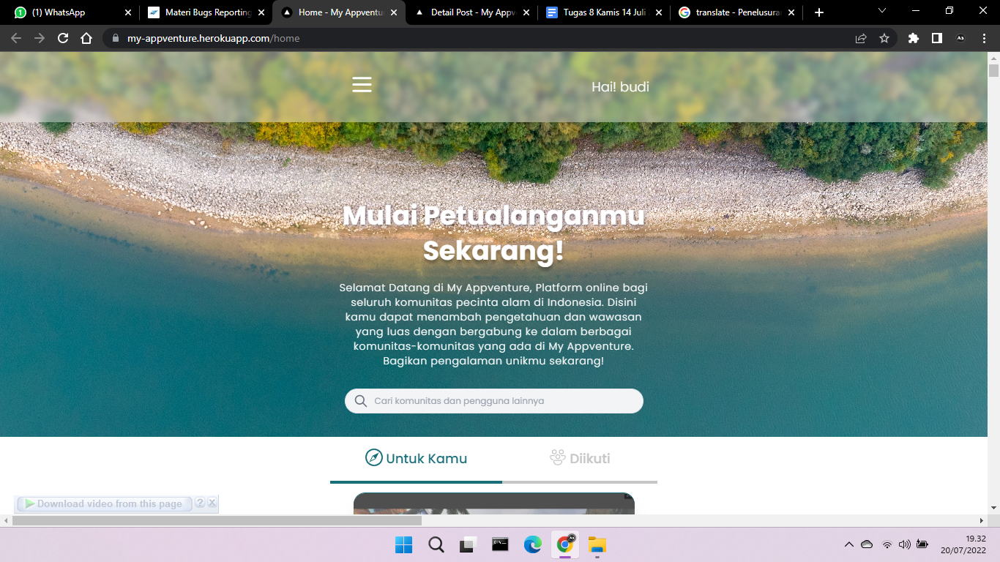 (1) WhatsApp
Materi Bugs Reporting
Home - My Appventu
Detail Post - My Appv
Tugas 8 Kamis 14 Juli
translate - Penelusura
my-appventure.herokuapp.com/home
Hai! budi
Mulai Petualanganmu
Sekarang!
Selamat Datang di My Appventure, Platform online bagi
seluruh komunitas pecinta alam di Indonesia. Disini
kamu dapat menambah pengetahuan dan wawasan
yang luas dengan bergabung ke dalam berbagai
komunitas-komunitas yang ada di My Appventure.
Bagikan pengalaman unikmu sekarang!
Cari komunitas dan pengguna lainnya
Untuk Kamu
Diikuti
Download video from this page ? X
19.32
20/07/2022